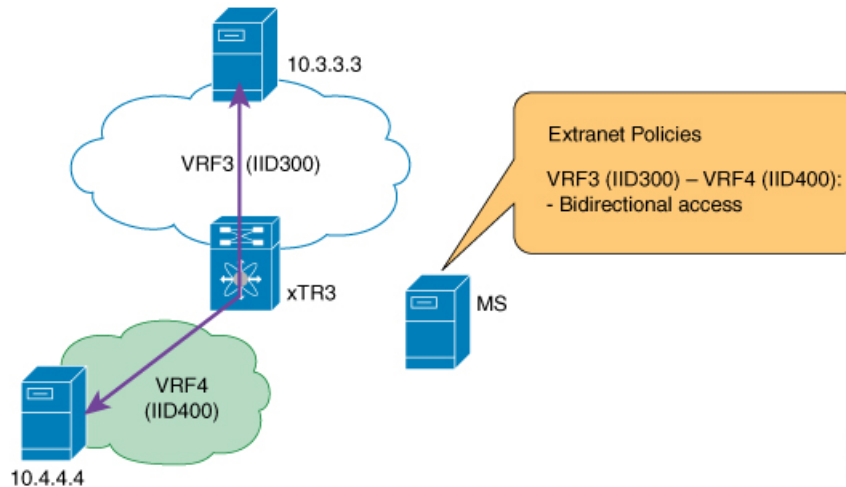 10.3.3.3
Extranet Policies
VRF3 (IID300) – VRF4 (IID400):
- Bidirectional access
VRF3 (IID300)
xTR3
MS
VRF4
(IID400)
10.4.4.4